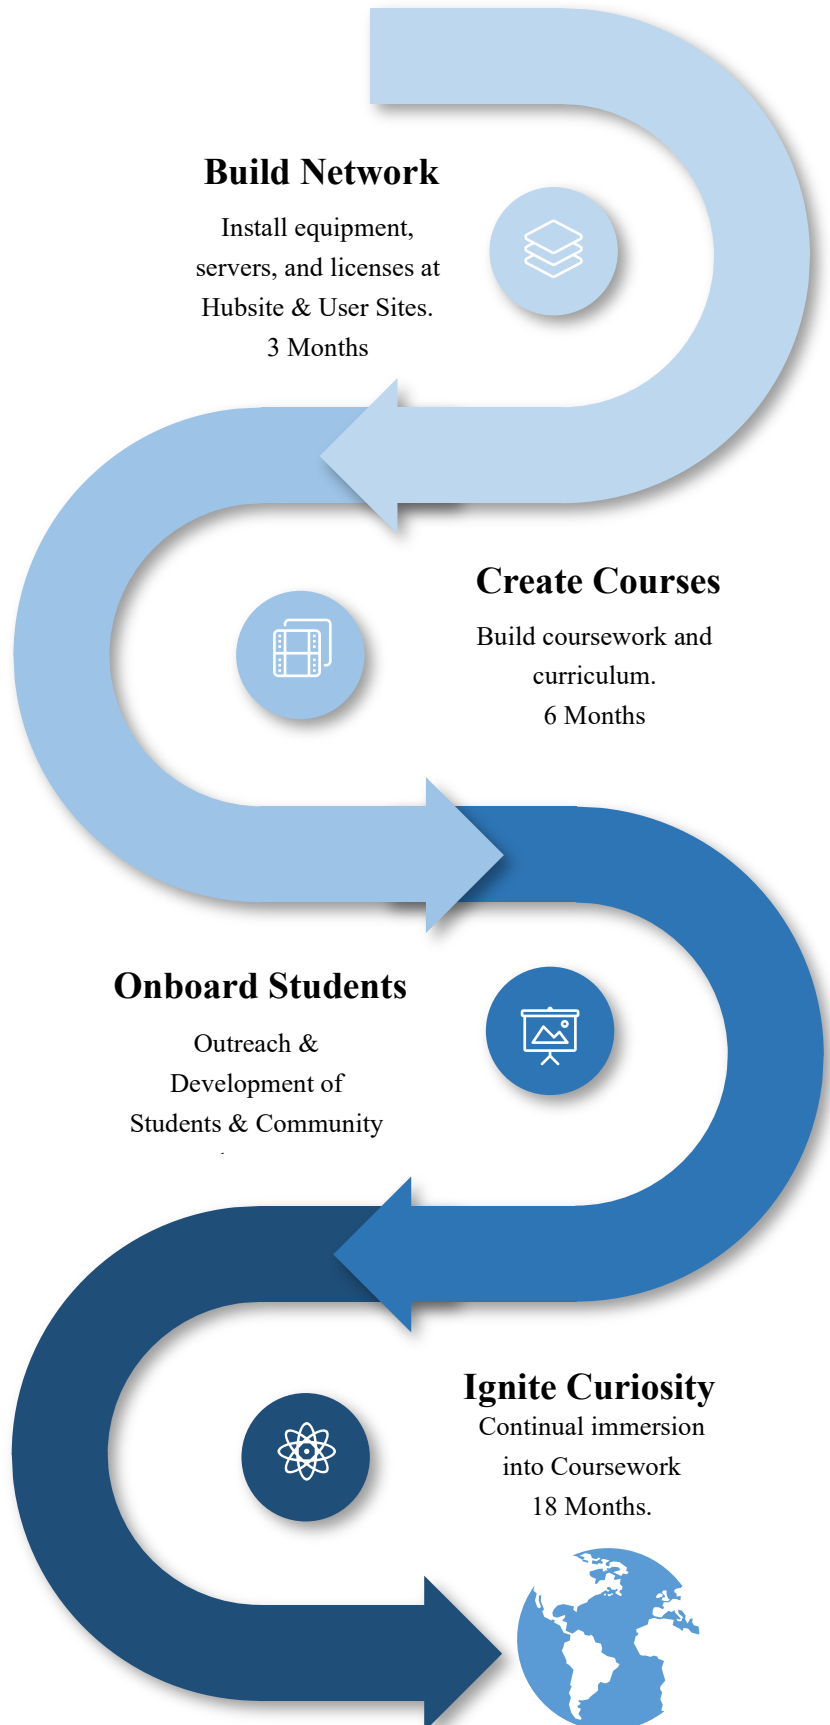 Build Network
Install equipment,
servers, and licenses at
Hubsite & User Sites.
3 Months
Create Courses
Build coursework and
curriculum.
6 Months
Onboard Students
Outreach &
Development of
Students & Community
Ignite Curiosity
Continual immersion
into Coursework
18 Months.